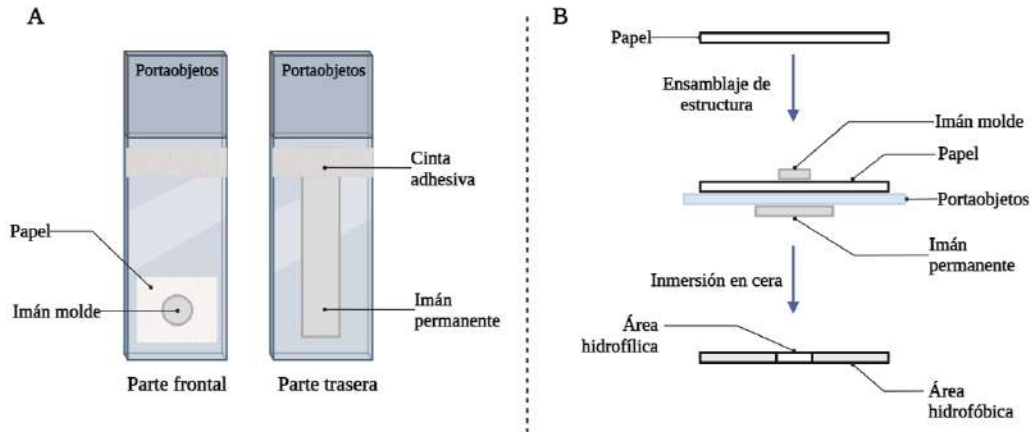 A
Portaobjetos
Portaobjetos
Cinta
adhesiva
Papel
Imán molde
Imán
permanente
Parte frontal
Parte trasera
B
Papel
Ensamblaje de
estructura
Imán molde
Papel
Portaobjetos
Imán
permanente
Inmersión en cera
Área
hidrofílica
Área
hidrofóbica